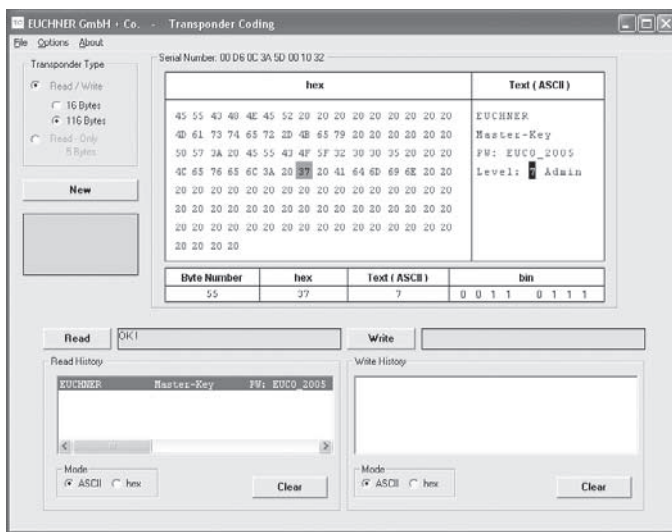 EUCHNER GmbH + Co. - Transponder Coding
File Options About
Transponder Type
Read / Write
16 Bytes
116 Bytes
Read - Only
5 Bytes
New
Serial Number: 00 D6 0C 3A 5D 00 10 32
hex Text ( ASCII )
45 55 43 48 4E 45 52 20 20 20 20 20 20 20 20 20 EUCHNER
4D 61 73 74 65 72 2D 4B 65 79 20 20 20 20 20 20 Master-Key
50 57 3A 20 45 55 43 4F 5F 32 30 30 35 20 20 20 PW: EUCO_2005
4C 65 76 65 6C 3A 20 37 20 41 64 6D 69 6E 20 20 Level: 7 Admin
20 20 20 20 20 20 20 20 20 20 20 20 20 20 20 20
20 20 20 20 20 20 20 20 20 20 20 20 20 20 20 20
20 20 20 20 20 20 20 20 20 20 20 20 20 20 20 20
20 20 20 20
Byte Number hex Text ( ASCII ) bin
55 37 7 0 0 1 1 0 1 1 1
Read OK!
Write
Read History
EUCHNER Master-Key PW: EUCO_2005
Mode
ASCII hex
Clear
Write History
Mode
ASCII hex
Clear